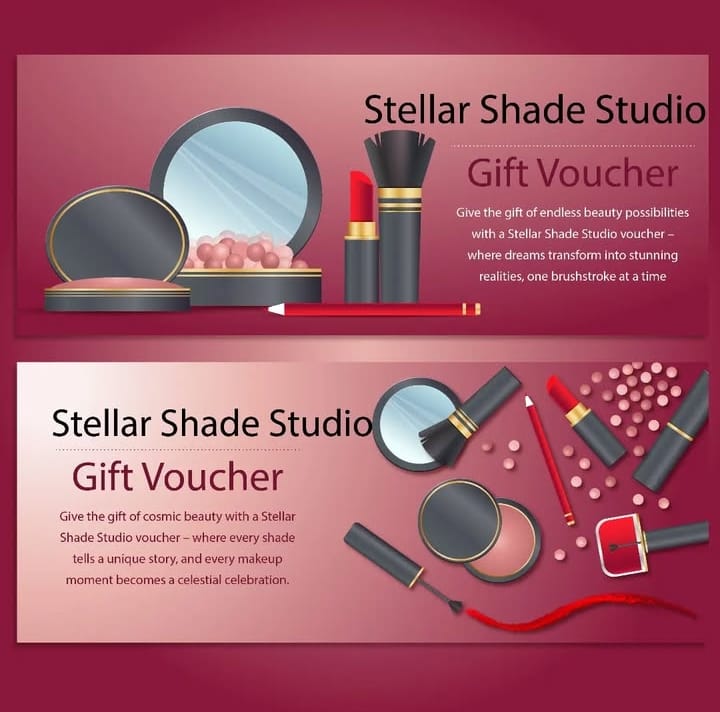 Stellar Shade Studio
Gift Voucher
Give the gift of endless beauty possibilities
with a Stellar Shade Studio voucher –
where dreams transform into stunning
realities, one brushstroke at a time
Stellar Shade Studio
Gift Voucher
Give the gift of cosmic beauty with a Stellar
Shade Studio voucher – where every shade
tells a unique story, and every makeup
moment becomes a celestial celebration.